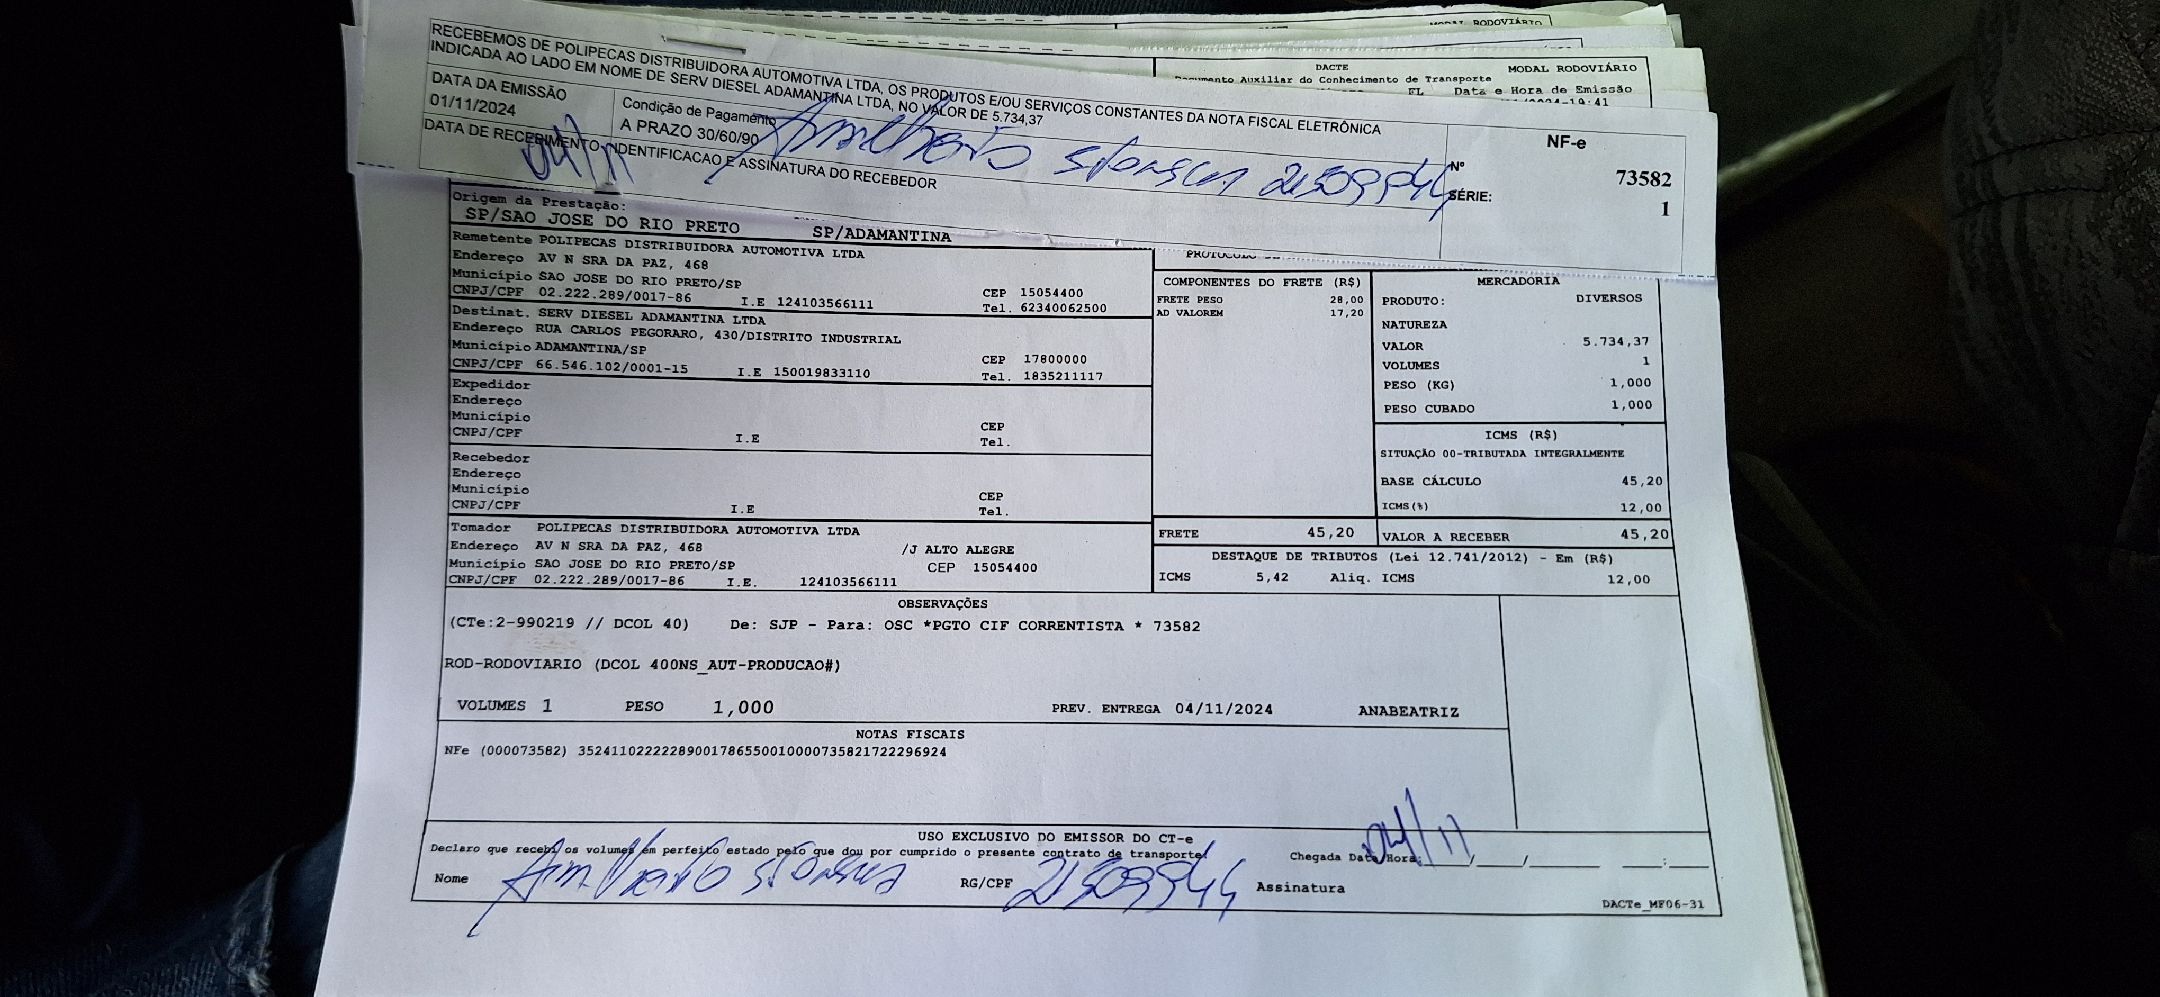 MODAL RODOVIÁRIO
DACTE
MODAL RODOVIÁRIO
Documento Auxiliar do Conhecimento de Transporte
FL Data e Hora de Emissão
RECEBEMOS DE POLIPECAS DISTRIBUIDORA AUTOMOTIVA LTDA, OS PRODUTOS E/OU SERVIÇOS CONSTANTES DA NOTA FISCAL ELETRÔNICA
INDICADA AO LADO EM NOME DE SERV DIESEL ADAMANTINA LTDA, NO VALOR DE 5.734,37
DATA DA EMISSÃO
01/11/2024
Condição de Pagamento
A PRAZO 30/60/90
DATA DE RECEBIMENTO
IDENTIFICACAO E ASSINATURA DO RECEBEDOR
04/11
NF-e
Nº 73582
SÉRIE: 1
Origem da Prestação:
SP/SAO JOSE DO RIO PRETO SP/ADAMANTINA
Remetente POLIPECAS DISTRIBUIDORA AUTOMOTIVA LTDA
Endereço AV N SRA DA PAZ, 468
Município SAO JOSE DO RIO PRETO/SP CEP 15054400
CNPJ/CPF 02.222.289/0017-86 I.E 124103566111 Tel. 62340062500
Destinat. SERV DIESEL ADAMANTINA LTDA
Endereço RUA CARLOS PEGORARO, 430/DISTRITO INDUSTRIAL
Município ADAMANTINA/SP CEP 17800000
CNPJ/CPF 66.546.102/0001-15 I.E 150019833110 Tel. 1835211117
Expedidor
Endereço
Município CEP
CNPJ/CPF I.E Tel.
Recebedor
Endereço
Município CEP
CNPJ/CPF I.E Tel.
Tomador POLIPECAS DISTRIBUIDORA AUTOMOTIVA LTDA
Endereço AV N SRA DA PAZ, 468 /J ALTO ALEGRE
Município SAO JOSE DO RIO PRETO/SP CEP 15054400
CNPJ/CPF 02.222.289/0017-86 I.E. 124103566111
COMPONENTES DO FRETE (R$)
FRETE PESO 28,00
AD VALOREM 17,20
FRETE 45,20
MERCADORIA
PRODUTO: DIVERSOS
NATUREZA
VALOR 5.734,37
VOLUMES 1
PESO (KG) 1,000
PESO CUBADO 1,000
ICMS (R$)
SITUAÇÃO 00-TRIBUTADA INTEGRALMENTE
BASE CÁLCULO 45,20
ICMS(%) 12,00
VALOR A RECEBER 45,20
DESTAQUE DE TRIBUTOS (Lei 12.741/2012) - Em (R$)
ICMS 5,42 Aliq. ICMS 12,00
OBSERVAÇÕES
(CTe:2-990219 // DCOL 40) De: SJP - Para: OSC *PGTO CIF CORRENTISTA * 73582
ROD-RODOVIARIO (DCOL 400NS_AUT-PRODUCAO#)
VOLUMES 1 PESO 1,000 PREV. ENTREGA 04/11/2024 ANABEATRIZ
NOTAS FISCAIS
NFe (000073582) 35241102222289001786550010000735821722296924
USO EXCLUSIVO DO EMISSOR DO CT-e
Declaro que recebi os volumes em perfeito estado pelo que dou por cumprido o presente contrato de transporte!
Chegada Data/Hora: 04/11
Nome RG/CPF Assinatura
DACTe_MF06-31